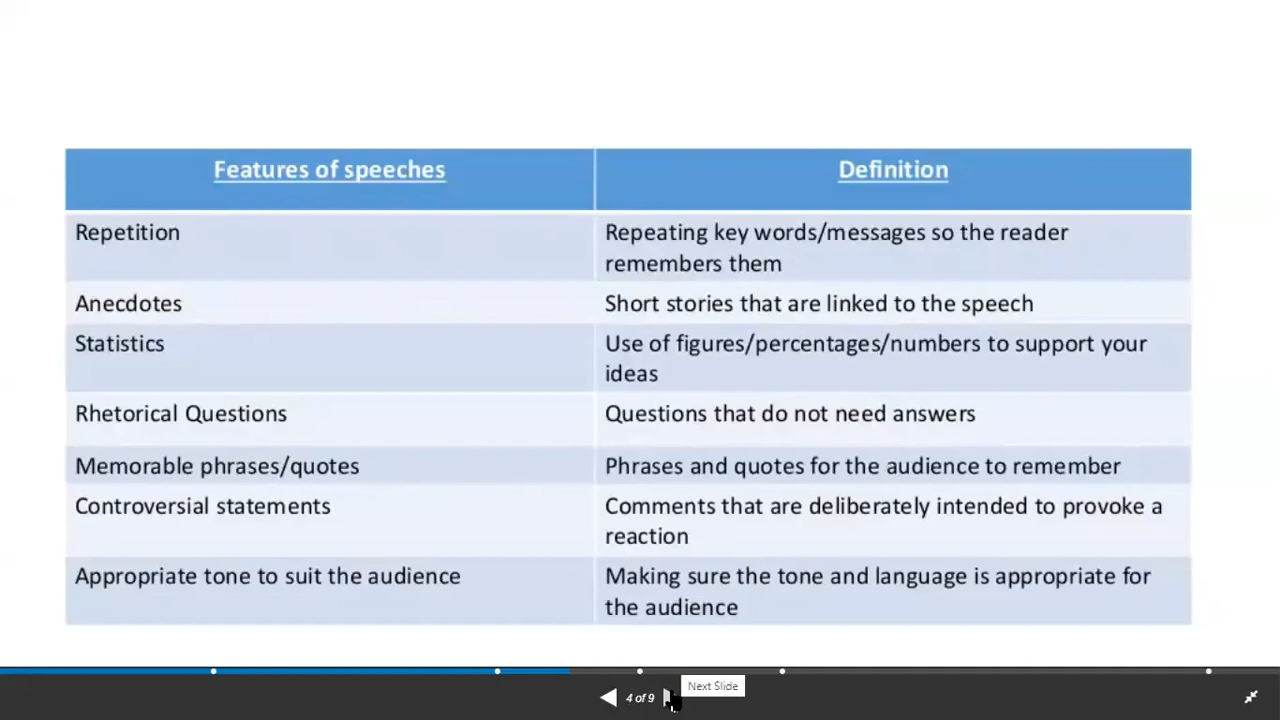 Features of speeches
Definition
Repetition
Repeating key words/messages so the reader
remembers them
Anecdotes
Short stories that are linked to the speech
Statistics
Use of figures/percentages/numbers to support your
ideas
Rhetorical Questions
Questions that do not need answers
Memorable phrases/quotes
Phrases and quotes for the audience to remember
Controversial statements
Comments that are deliberately intended to provoke a
reaction
Appropriate tone to suit the audience
Making sure the tone and language is appropriate for
the audience
Next Slide
4 of 9